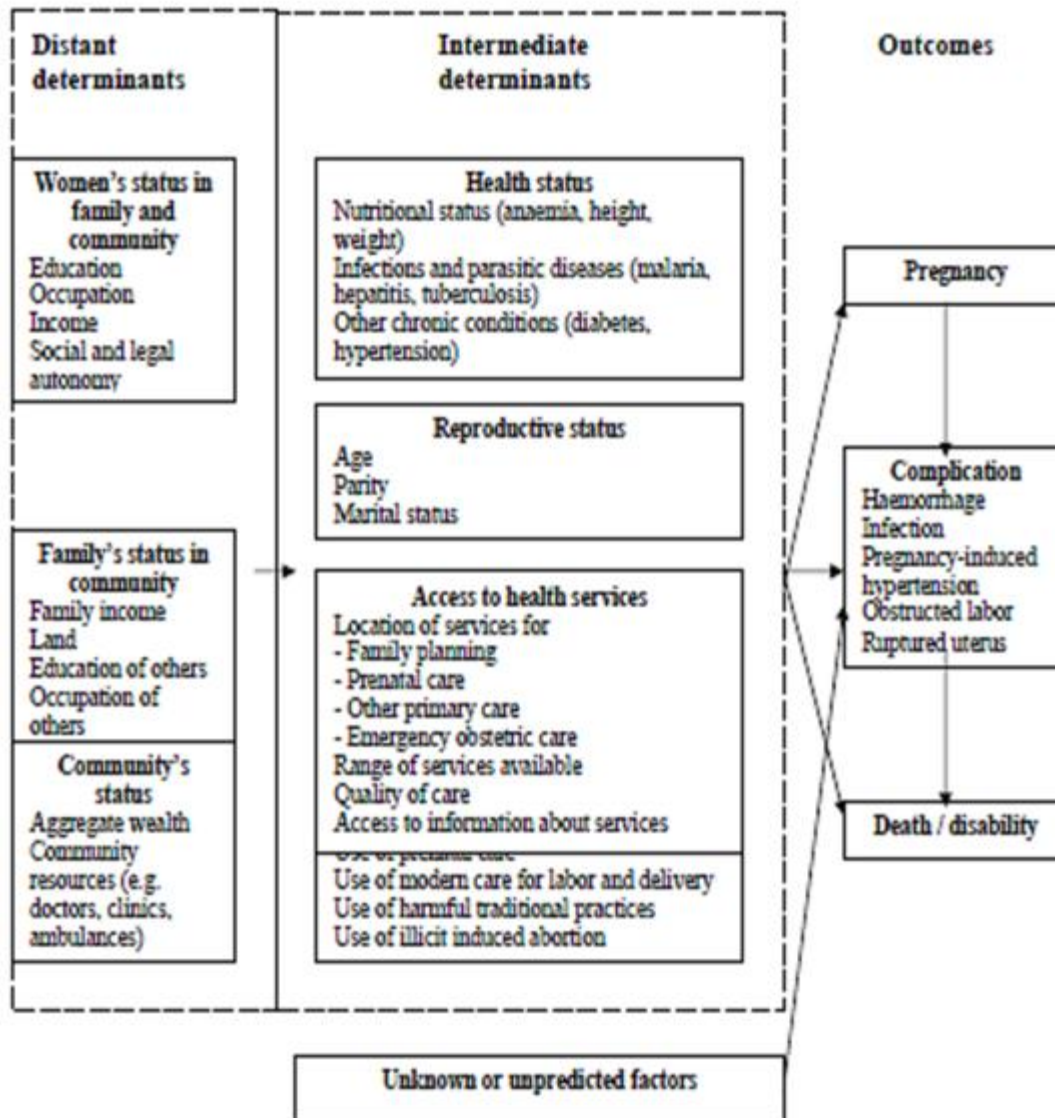 Distant
determinants
Intermediate
determinants
Outcomes
Women's status in
family and
community
Education
Occupation
Income
Social and legal
autonomy
Family's status in
community
Family income
Land
Education of others
Occupation of
others
Community's
status
Aggregate wealth
Community
resources (e.g.
doctors, clinics,
ambulances)
Health status
Nutritional status (anaemia, height,
weight)
Infections and parasitic diseases (malaria,
hepatitis, tuberculosis)
Other chronic conditions (diabetes,
hypertension)
Reproductive status
Age
Parity
Marital status
Access to health services
Location of services for
- Family planning
- Prenatal care
- Other primary care
- Emergency obstetric care
Range of services available
Quality of care
Access to information about services
Use of prenatal care
Use of modern care for labor and delivery
Use of harmful traditional practices
Use of illicit induced abortion
Pregnancy
Complication
Haemorrhage
Infection
Pregnancy-induced
hypertension
Obstructed labor
Ruptured uterus
Death / disability
Unknown or unpredicted factors